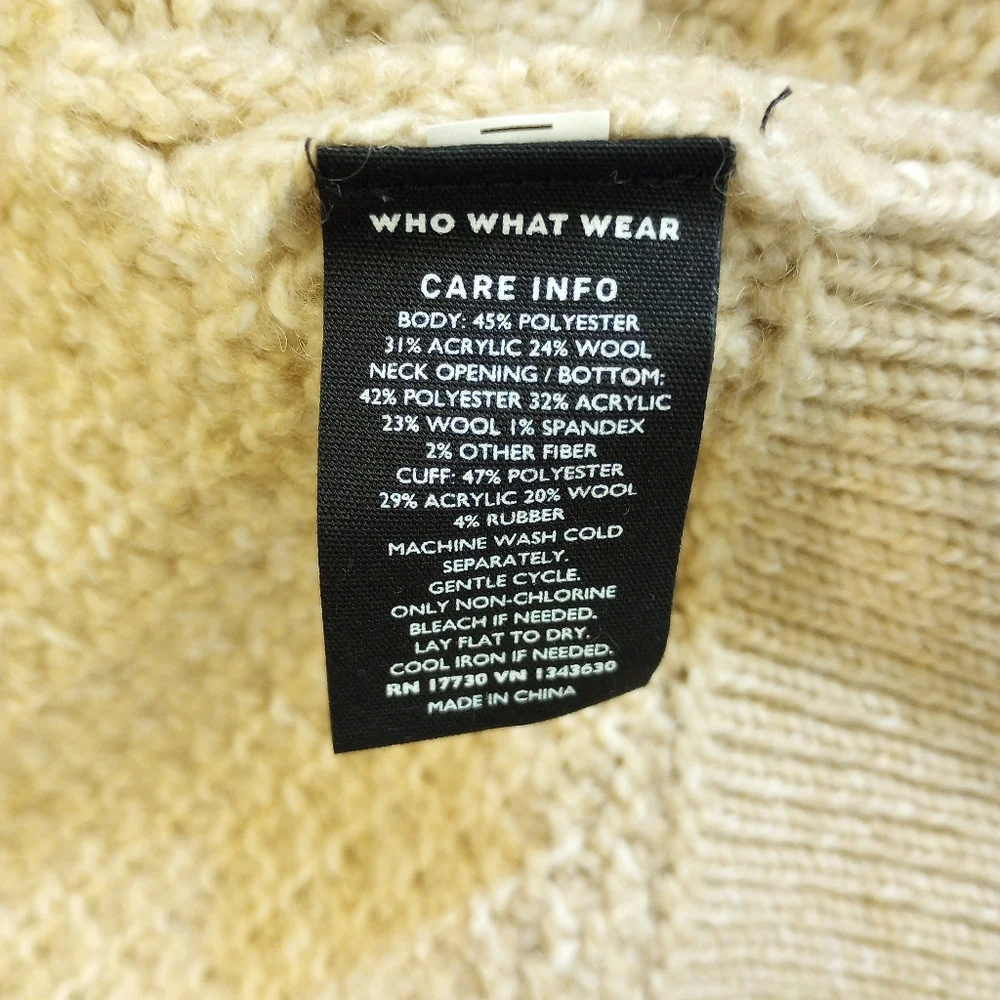 WHO WHAT WEAR
CARE INFO
BODY: 45% POLYESTER
31% ACRYLIC 24% WOOL
NECK OPENING / BOTTOM:
42% POLYESTER 32% ACRYLIC
23% WOOL 1% SPANDEX
2% OTHER FIBER
CUFF: 47% POLYESTER
29% ACRYLIC 20% WOOL
4% RUBBER
MACHINE WASH COLD
SEPARATELY.
GENTLE CYCLE.
ONLY NON-CHLORINE
BLEACH IF NEEDED.
LAY FLAT TO DRY.
COOL IRON IF NEEDED.
RN 17730 VN 1343630
MADE IN CHINA